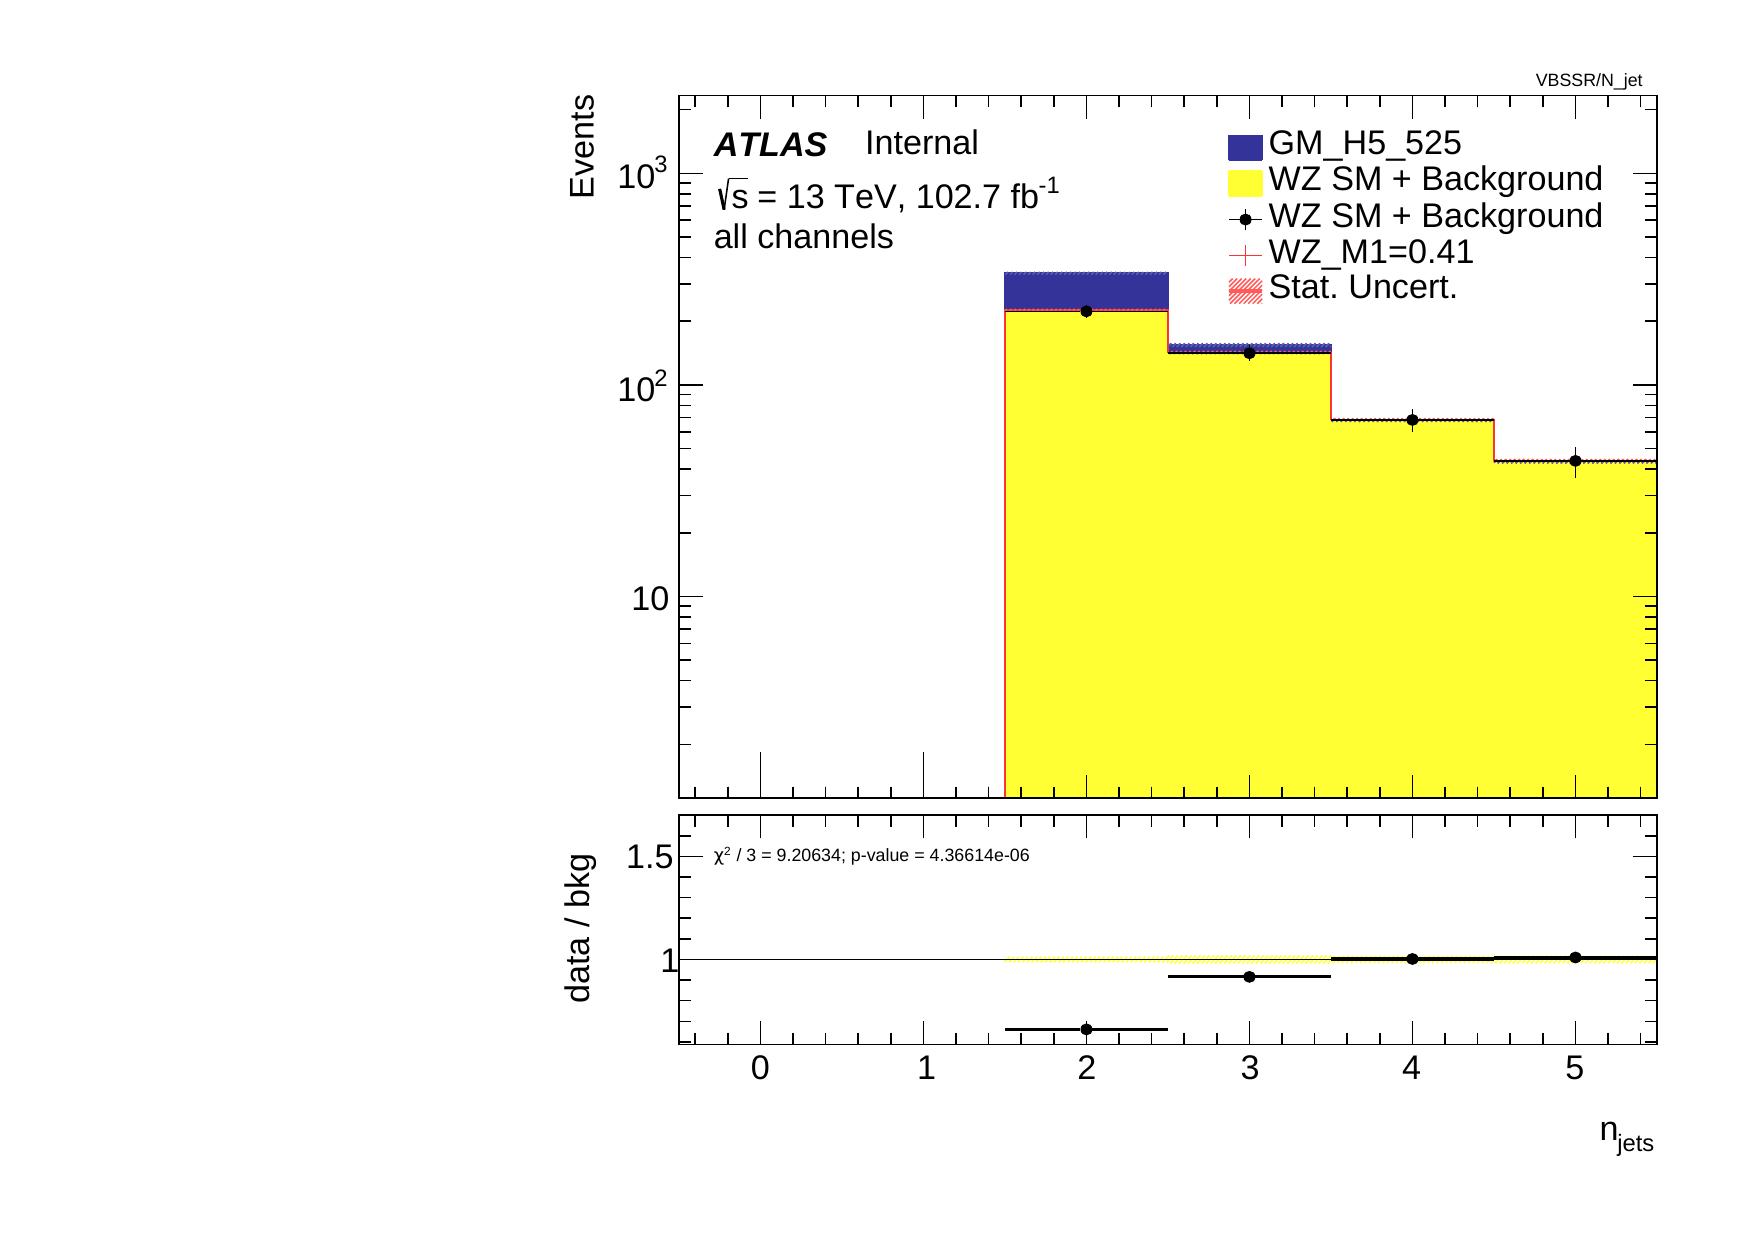 VBSSR/N_jet
Events
10³
10²
10
ATLAS Internal
√s = 13 TeV, 102.7 fb⁻¹
all channels
GM_H5_525
WZ SM + Background
WZ SM + Background
WZ_M1=0.41
Stat. Uncert.
data / bkg
1.5
1
χ² / 3 = 9.20634; p-value = 4.36614e-06
0 1 2 3 4 5
n_jets